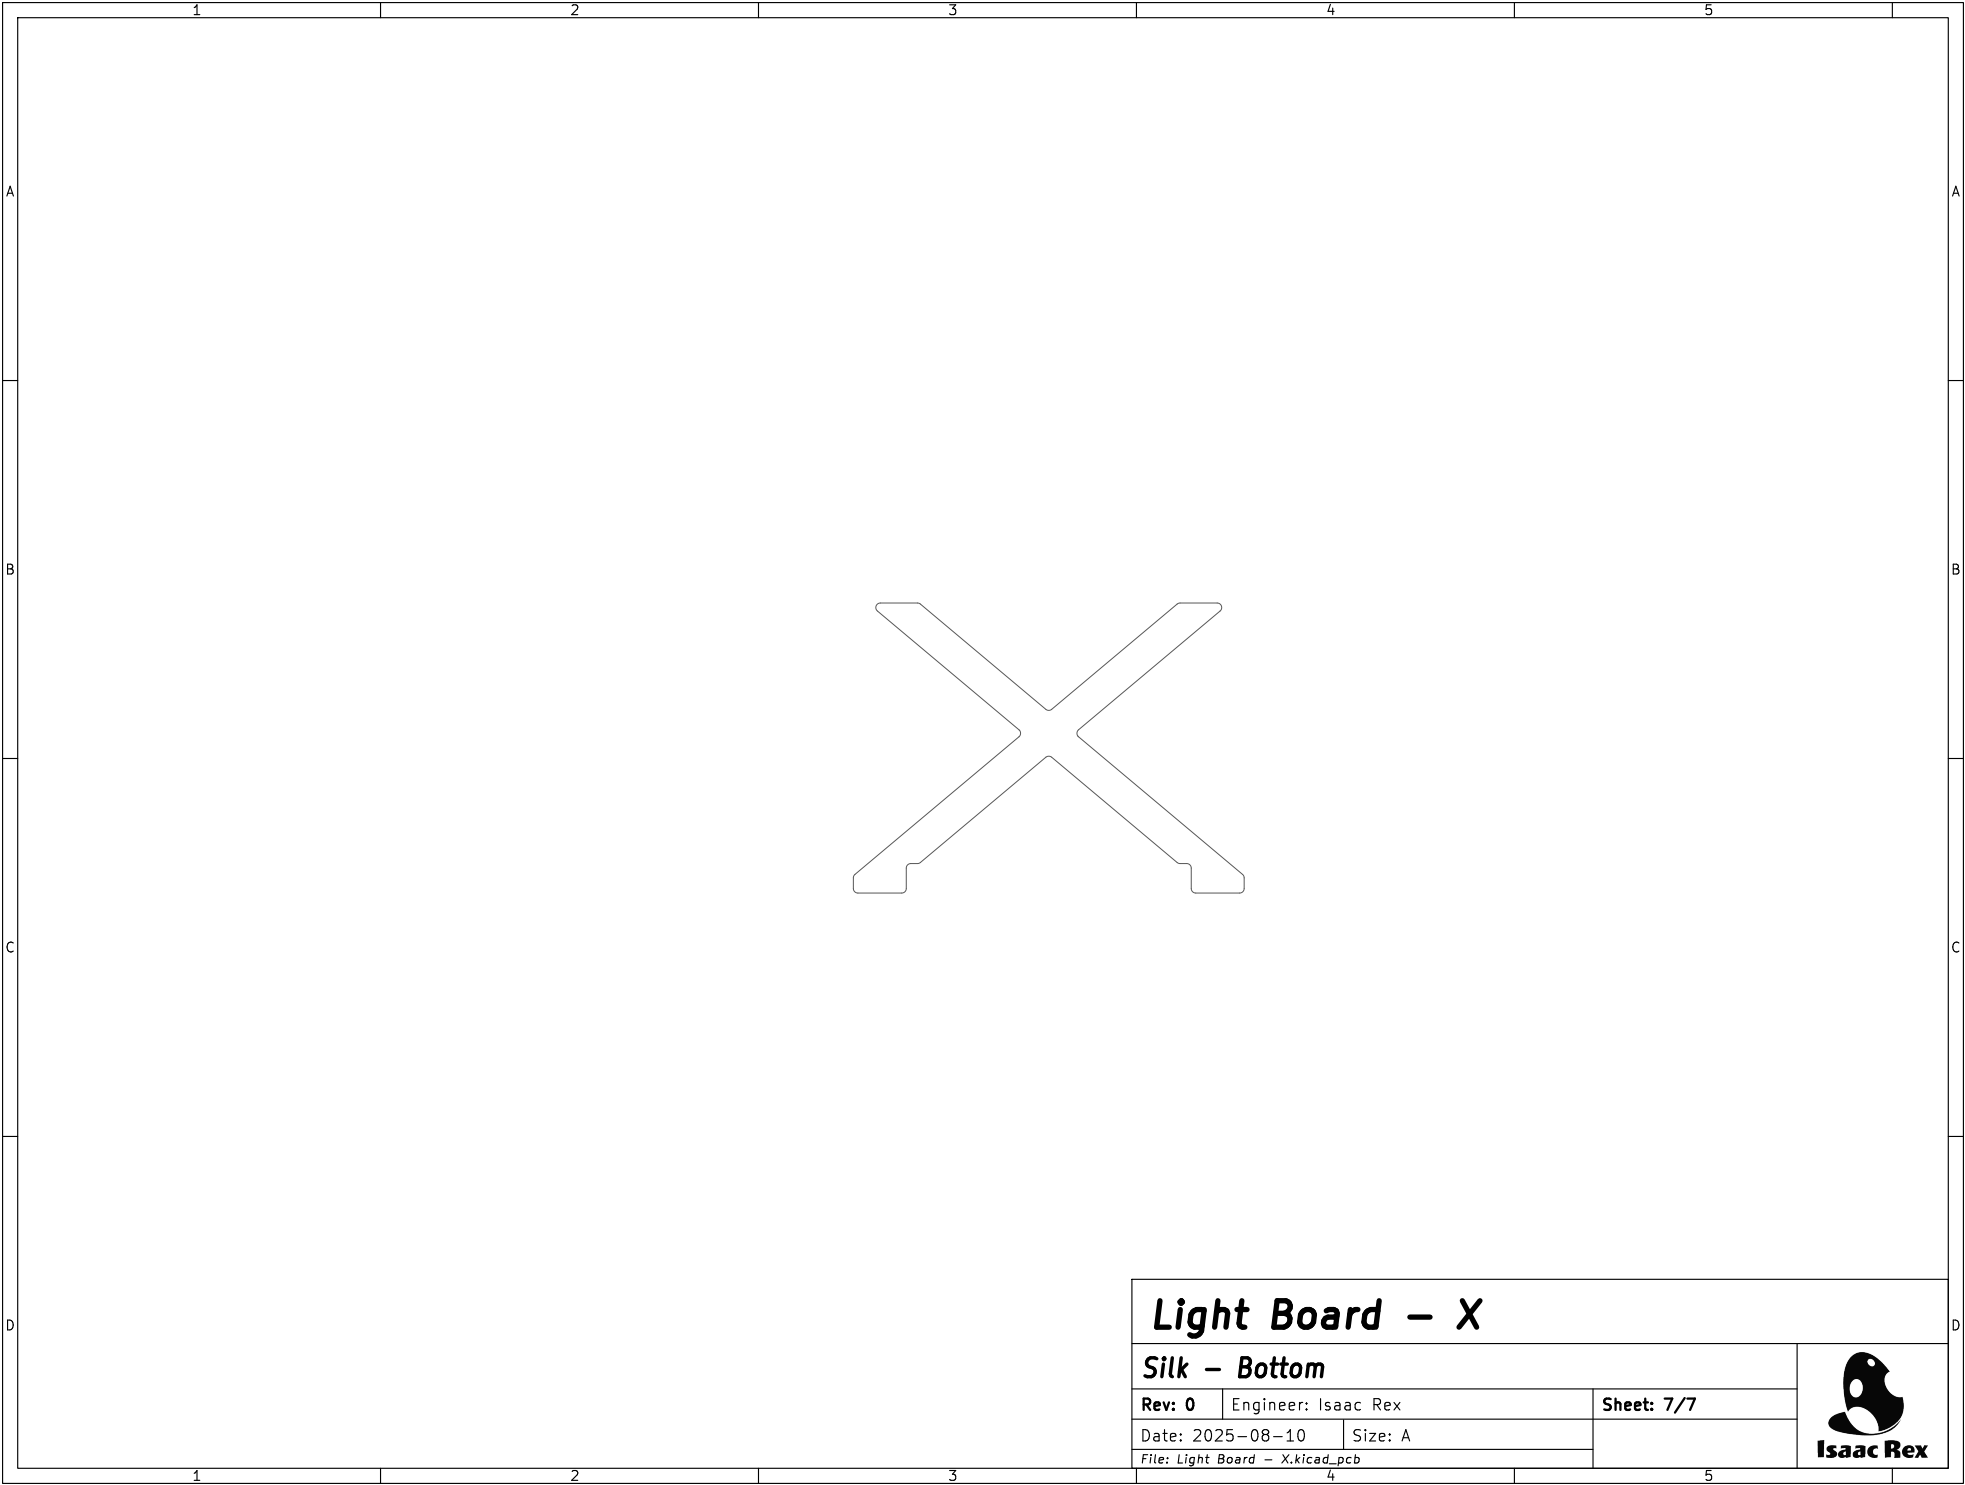 1 2 3 4 5
A A
B B
C C
D D
Light Board - X
Silk - Bottom
Rev: 0 Engineer: Isaac Rex Sheet: 7/7
Date: 2025-08-10 Size: A
File: Light Board - X.kicad_pcb
Isaac Rex
1 2 3 4 5